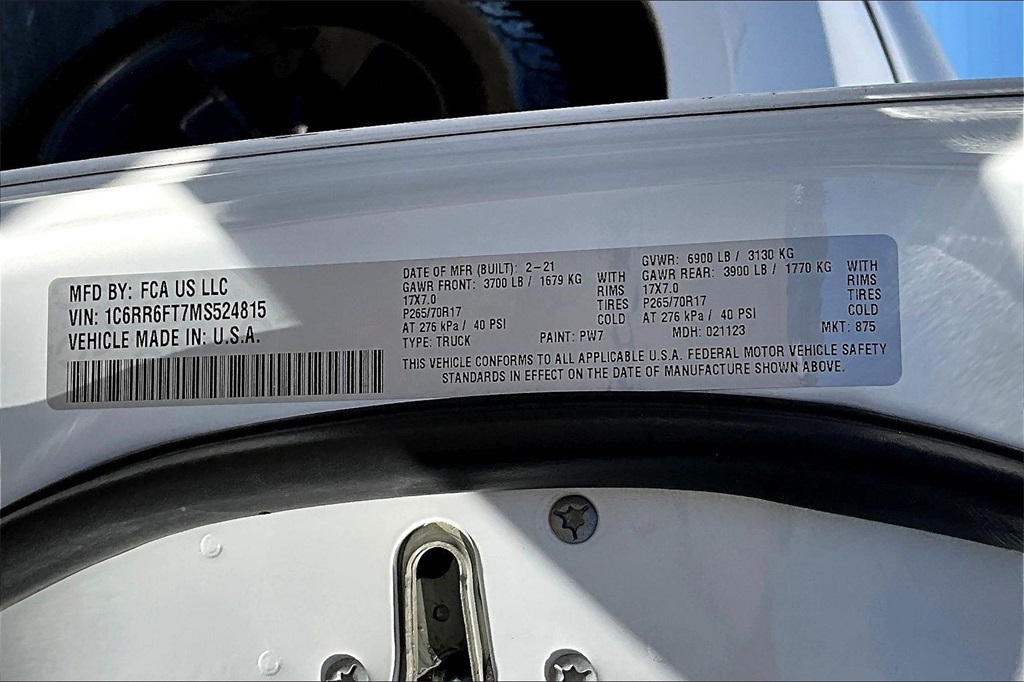 MFD BY: FCA US LLC
VIN: 1C6RR6FT7MS524815
VEHICLE MADE IN: U.S.A.
DATE OF MFR (BUILT): 2-21
GAWR FRONT: 3700 LB / 1679 KG WITH
17X7.0 RIMS
P265/70R17 TIRES
AT 276 kPa / 40 PSI COLD
TYPE: TRUCK PAINT: PW7
GVWR: 6900 LB / 3130 KG
GAWR REAR: 3900 LB / 1770 KG WITH
17X7.0 RIMS
P265/70R17 TIRES
AT 276 kPa / 40 PSI COLD
MDH: 021123 MKT: 875
THIS VEHICLE CONFORMS TO ALL APPLICABLE U.S.A. FEDERAL MOTOR VEHICLE SAFETY
STANDARDS IN EFFECT ON THE DATE OF MANUFACTURE SHOWN ABOVE.